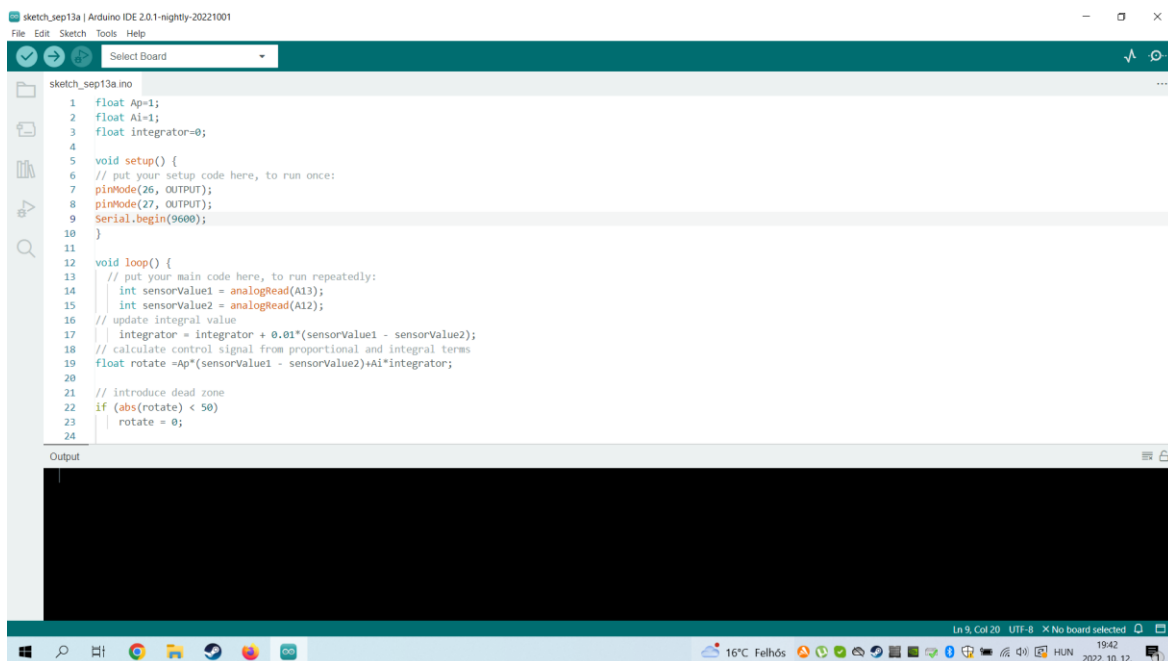 sketch_sep13a | Arduino IDE 2.0.1-nightly-20221001
File Edit Sketch Tools Help
Select Board
sketch_sep13a.ino
1 float Ap=1;
2 float Ai=1;
3 float integrator=0;
4
5 void setup() {
6 // put your setup code here, to run once:
7 pinMode(26, OUTPUT);
8 pinMode(27, OUTPUT);
9 Serial.begin(9600);
10 }
11
12 void loop() {
13 // put your main code here, to run repeatedly:
14 int sensorValue1 = analogRead(A13);
15 int sensorValue2 = analogRead(A12);
16 // update integral value
17 integrator = integrator + 0.01*(sensorValue1 - sensorValue2);
18 // calculate control signal from proportional and integral terms
19 float rotate =Ap*(sensorValue1 - sensorValue2)+Ai*integrator;
20
21 // introduce dead zone
22 if (abs(rotate) < 50)
23 rotate = 0;
24
Output
Ln 9, Col 20 UTF-8 × No board selected
16°C Felhős HUN 19:42
2022. 10. 12.